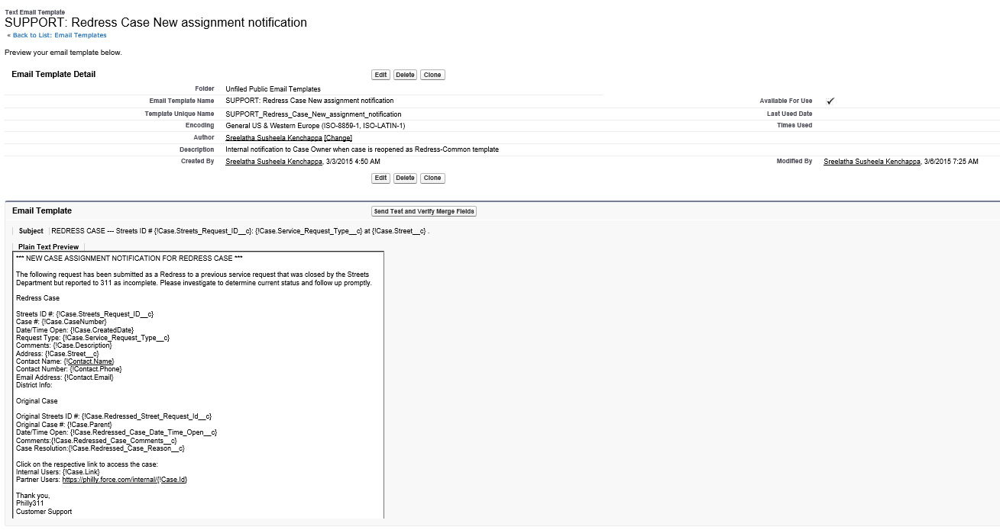 Text Email Template
SUPPORT: Redress Case New assignment notification
« Back to List: Email Templates
Preview your email template below.
Email Template Detail
Edit Delete Clone
Folder Unfiled Public Email Templates
Email Template Name SUPPORT: Redress Case New assignment notification Available For Use ✓
Template Unique Name SUPPORT_Redress_Case_New_assignment_notification Last Used Date
Encoding General US & Western Europe (ISO-8859-1, ISO-LATIN-1) Times Used
Author Sreelatha Susheela Kenchappa [Change]
Description Internal notification to Case Owner when case is reopened as Redress-Common template
Created By Sreelatha Susheela Kenchappa, 3/3/2015 4:50 AM Modified By Sreelatha Susheela Kenchappa, 3/6/2015 7:25 AM
Edit Delete Clone
Email Template Send Test and Verify Merge Fields
Subject REDRESS CASE --- Streets ID # {!Case.Streets_Request_ID__c}: {!Case.Service_Request_Type__c} at {!Case.Street__c} .
Plain Text Preview
*** NEW CASE ASSIGNMENT NOTIFICATION FOR REDRESS CASE ***
The following request has been submitted as a Redress to a previous service request that was closed by the Streets
Department but reported to 311 as incomplete. Please investigate to determine current status and follow up promptly.
Redress Case
Streets ID #: {!Case.Streets_Request_ID__c}
Case #: {!Case.CaseNumber}
Date/Time Open: {!Case.CreatedDate}
Request Type: {!Case.Service_Request_Type__c}
Comments: {!Case.Description}
Address: {!Case.Street__c}
Contact Name: {!Contact.Name}
Contact Number: {!Contact.Phone}
Email Address: {!Contact.Email}
District Info:
Original Case
Original Streets ID #: {!Case.Redressed_Street_Request_Id__c}
Original Case #: {!Case.Parent}
Date/Time Open: {!Case.Redressed_Case_Date_Time_Open__c}
Comments:{!Case.Redressed_Case_Comments__c}
Case Resolution:{!Case.Redressed_Case_Reason__c}
Click on the respective link to access the case:
Internal Users: {!Case.Link}
Partner Users: https://philly.force.com/internal/{!Case.Id}
Thank you,
Philly311
Customer Support